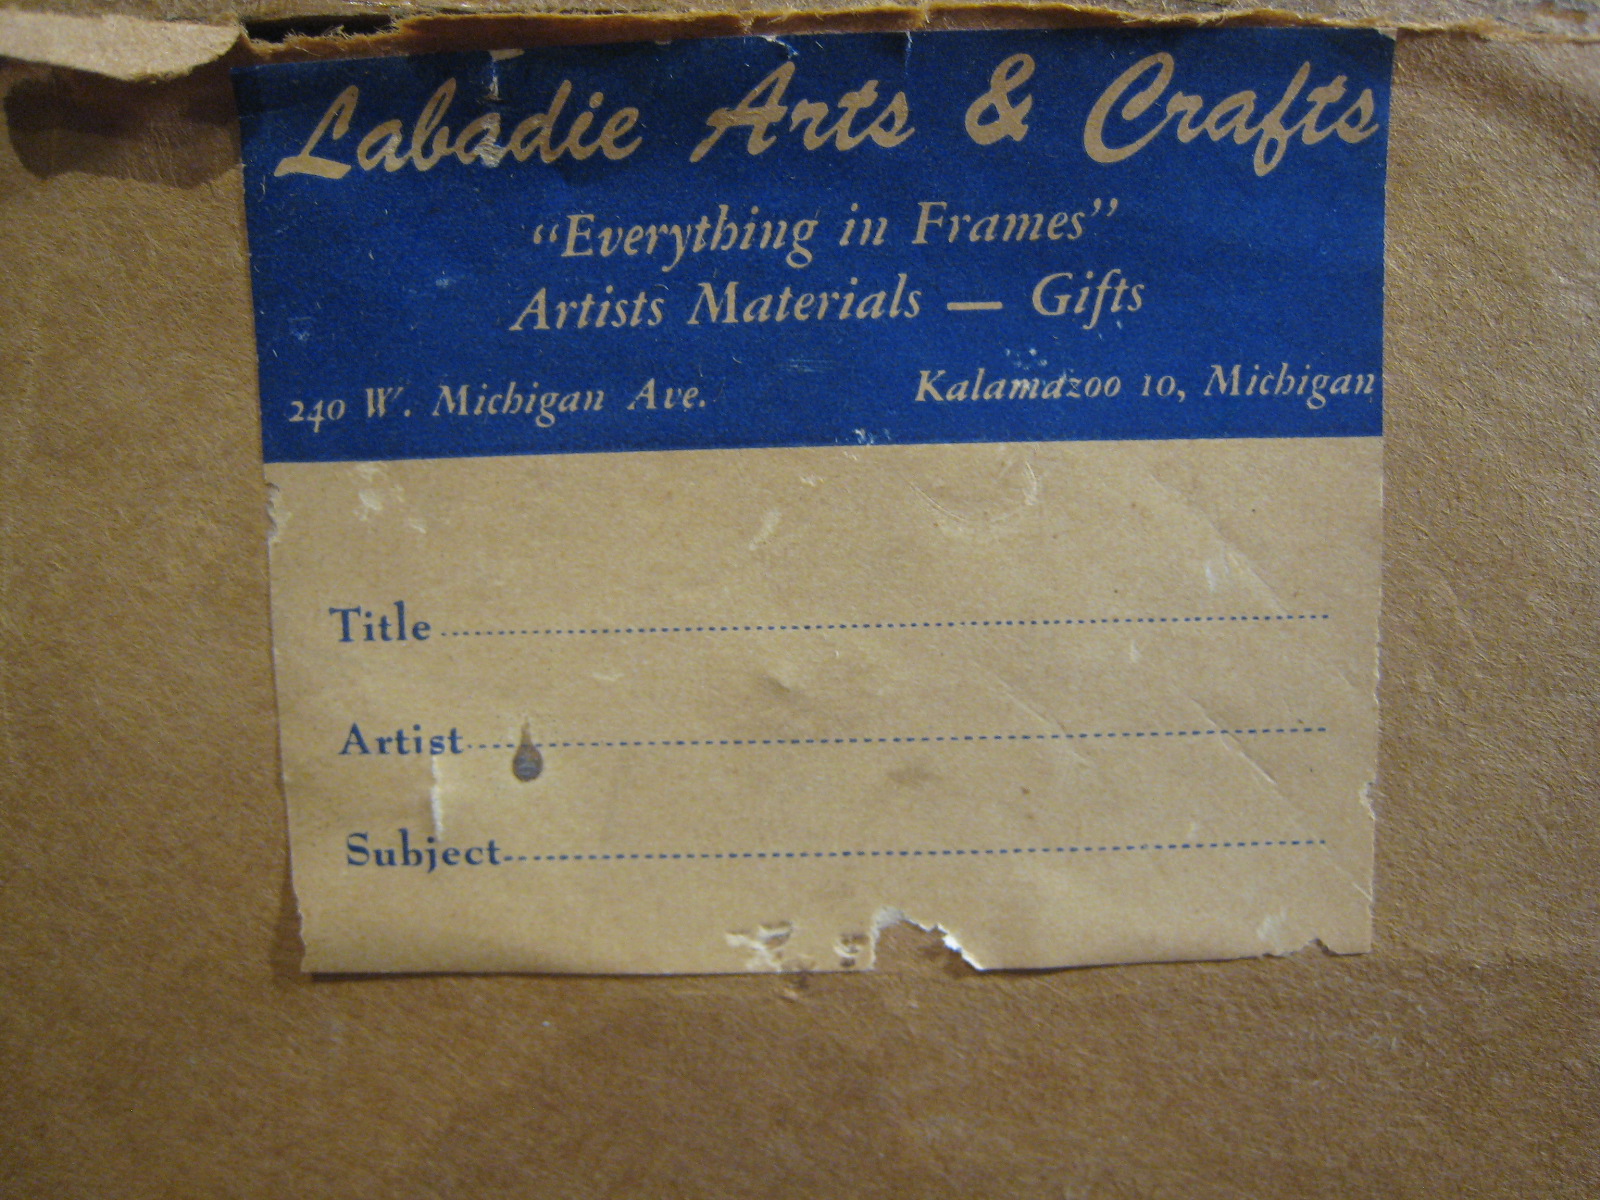 Labadie Arts & Crafts
“Everything in Frames”
Artists Materials — Gifts
240 W. Michigan Ave. Kalamazoo 10, Michigan
Title
Artist
Subject